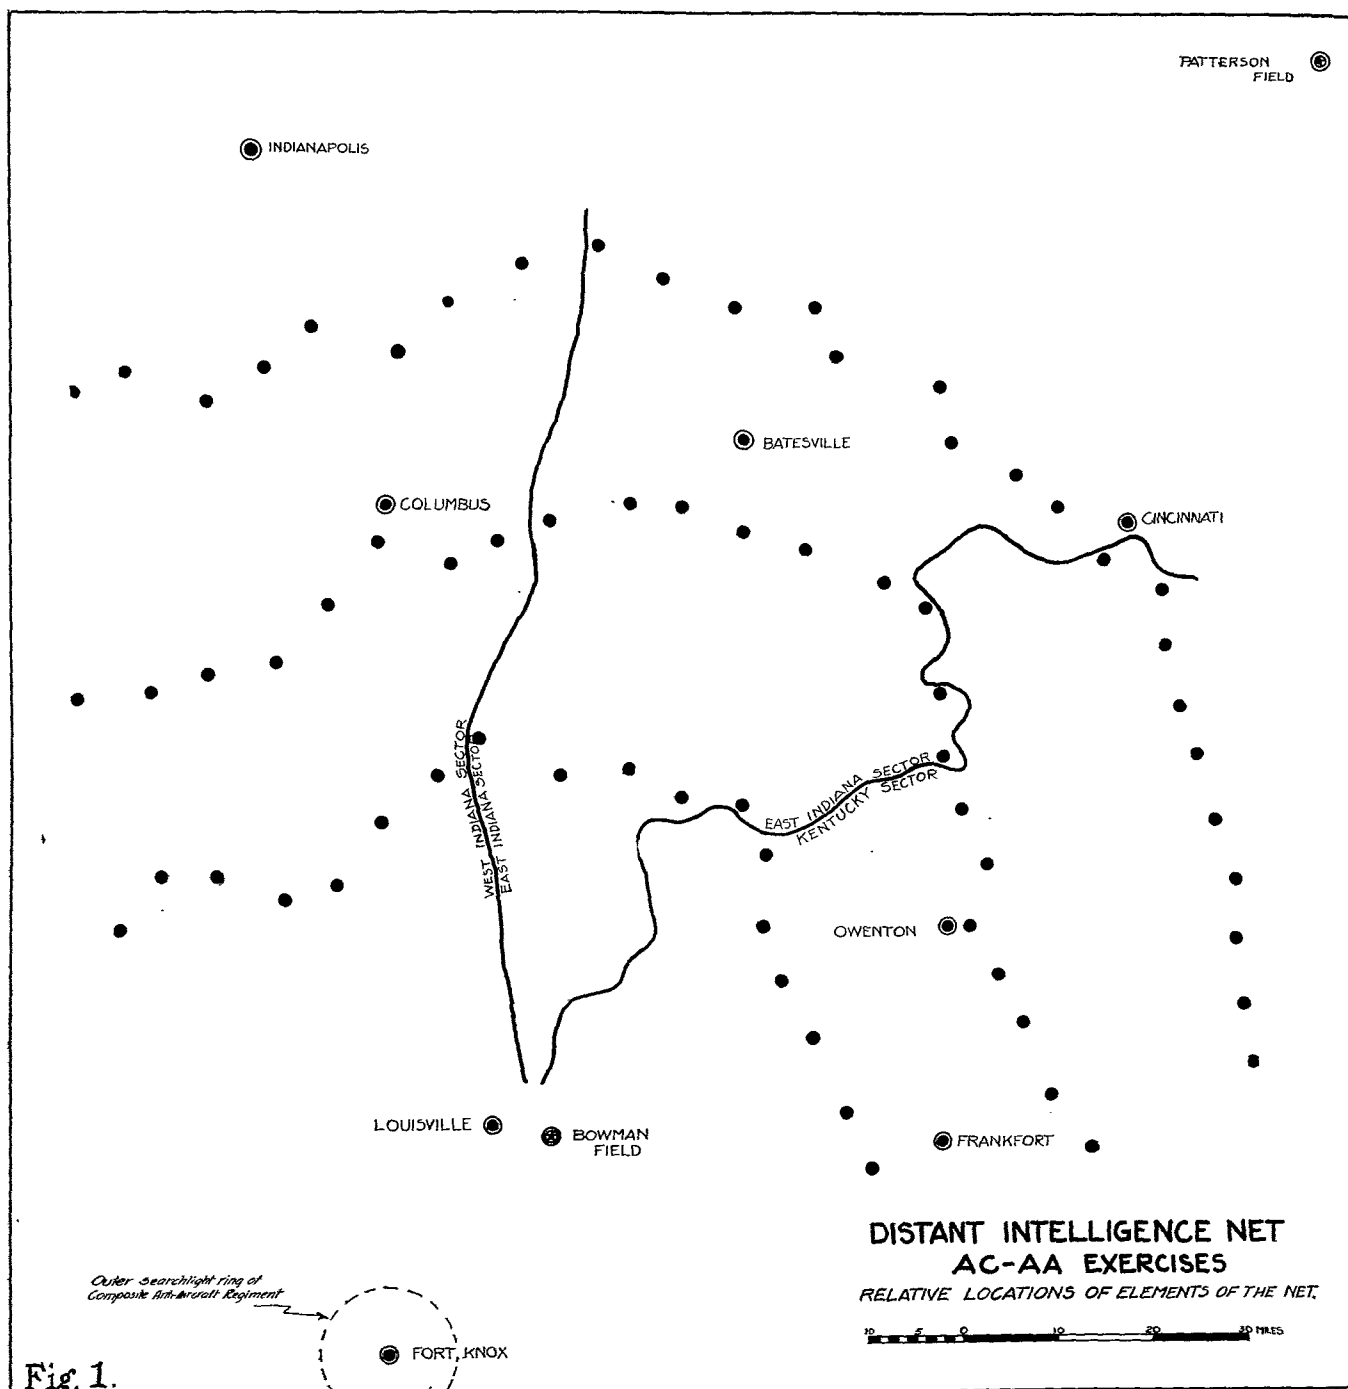 PATTERSON
FIELD
INDIANAPOLIS
BATESVILLE
COLUMBUS
CINCINNATI
WEST INDIANA SECTOR
EAST INDIANA SECTOR
EAST INDIANA SECTOR
KENTUCKY SECTOR
OWENTON
LOUISVILLE
BOWMAN
FIELD
FRANKFORT
DISTANT INTELLIGENCE NET
AC-AA EXERCISES
RELATIVE LOCATIONS OF ELEMENTS OF THE NET.
10 5 0 10 20 30 MILES
Outer searchlight ring of
Composite Anti-Aircraft Regiment
FORT KNOX
Fig. 1.